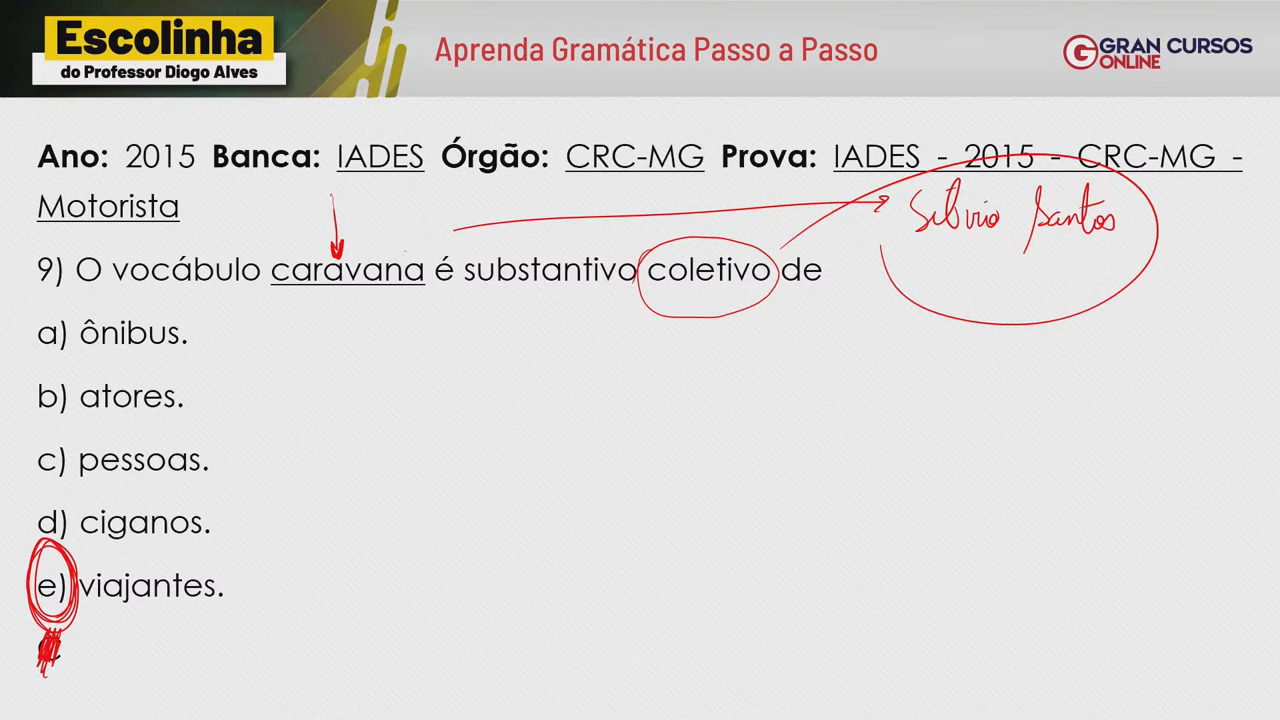 Escolinha
do Professor Diogo Alves
Aprenda Gramática Passo a Passo
GRAN CURSOS
ONLINE
Ano: 2015 Banca: IADES Órgão: CRC-MG Prova: IADES - 2015 - CRC-MG -
Motorista
Silvio Santos
9) O vocábulo caravana é substantivo coletivo de
a) ônibus.
b) atores.
c) pessoas.
d) ciganos.
e) viajantes.